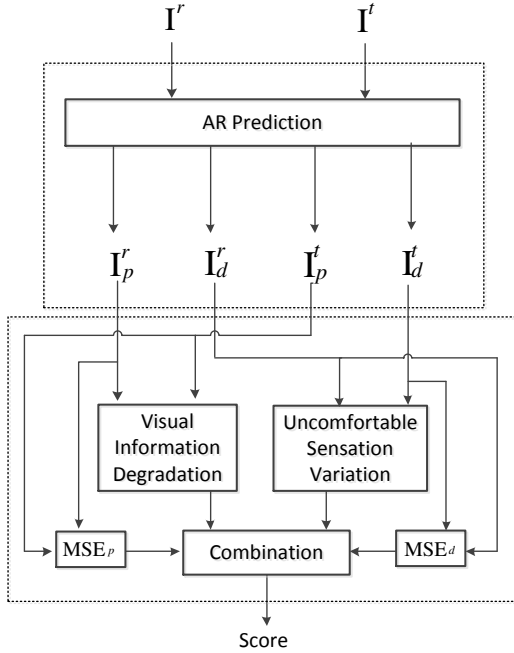 I^r I^t
AR Prediction
I_p^r I_d^r I_p^t I_d^t
Visual
Information
Degradation
Uncomfortable
Sensation
Variation
MSE_p
Combination
MSE_d
Score